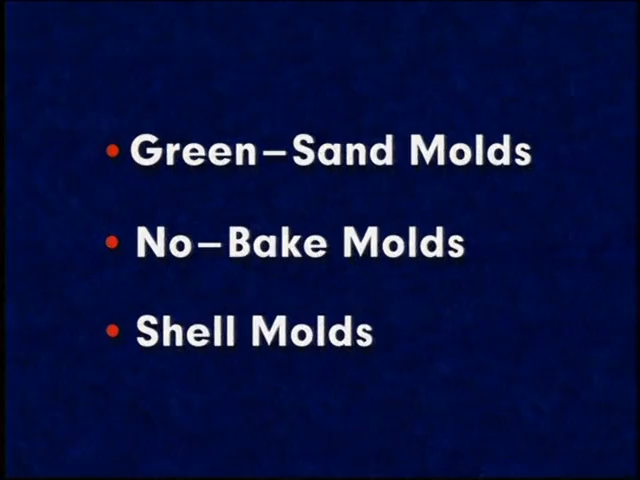 • Green–Sand Molds
• No–Bake Molds
• Shell Molds